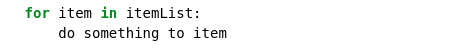 for item in itemList:
    do something to item